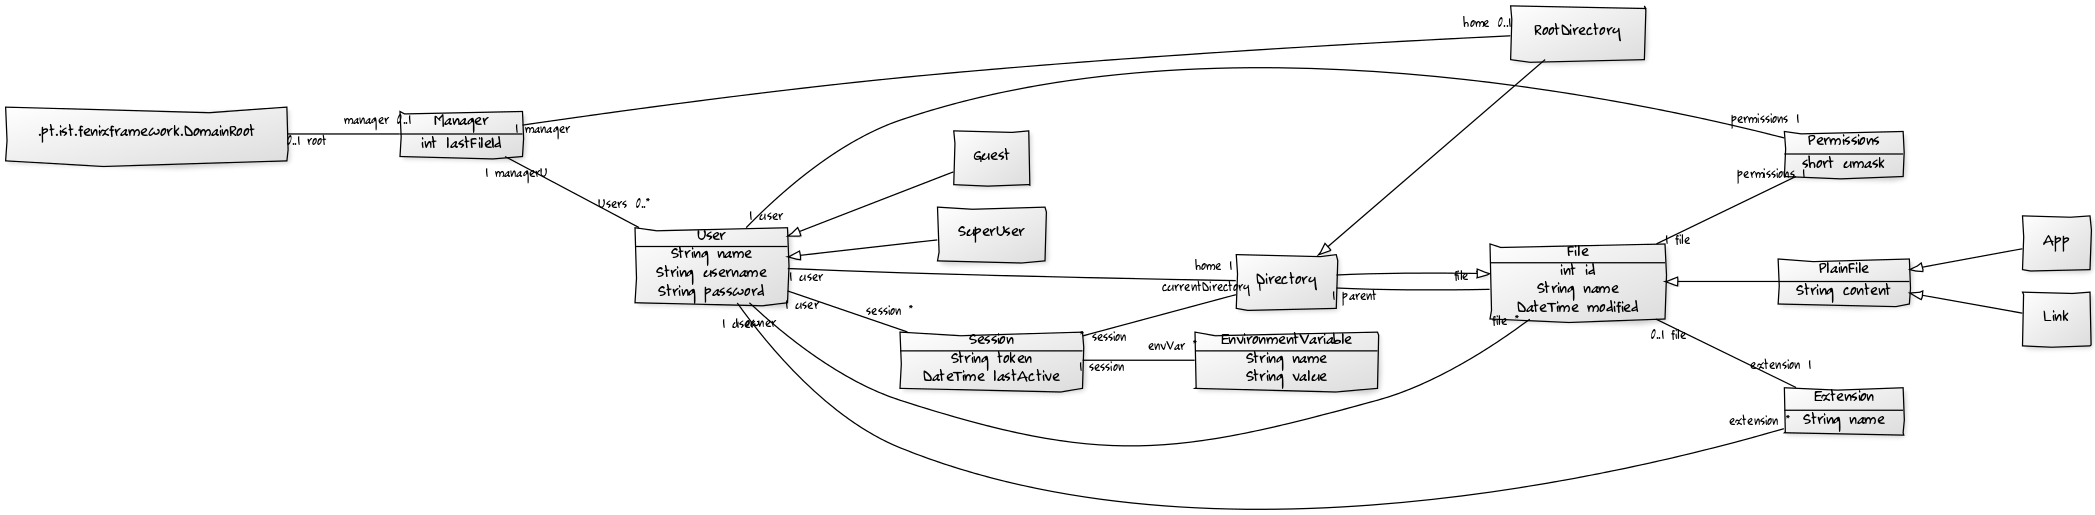 home 0..1
RootDirectory
.pt.ist.fenixframework.DomainRoot
0..1 root
manager 0..1
Manager
int lastFileId
1 manager
1 managerU
Users 0..*
permissions 1
Permissions
short umask
permissions 1
Guest
SuperUser
1 user
User
String name
String username
String password
1 user
1 user
1 user
owner
home 1
currentDirectory
Directory
1 parent
file
1 file
File
int id
String name
DateTime modified
file *
0..1 file
PlainFile
String content
App
Link
session *
Session
String token
DateTime lastActive
session
1 session
envVar *
EnvironmentVariable
String name
String value
extension 1
Extension
String name
extension *